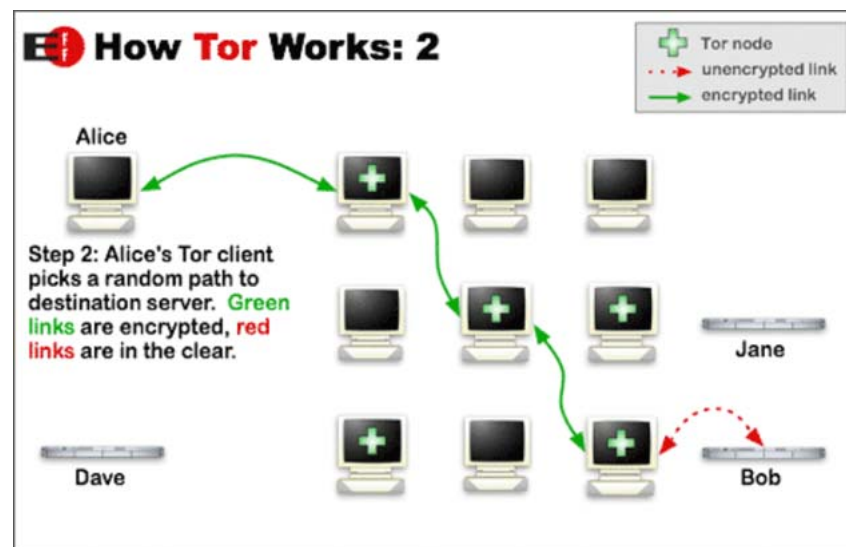 EFF How Tor Works: 2
Tor node
unencrypted link
encrypted link
Alice
Step 2: Alice's Tor client
picks a random path to
destination server. Green
links are encrypted, red
links are in the clear.
Jane
Dave
Bob